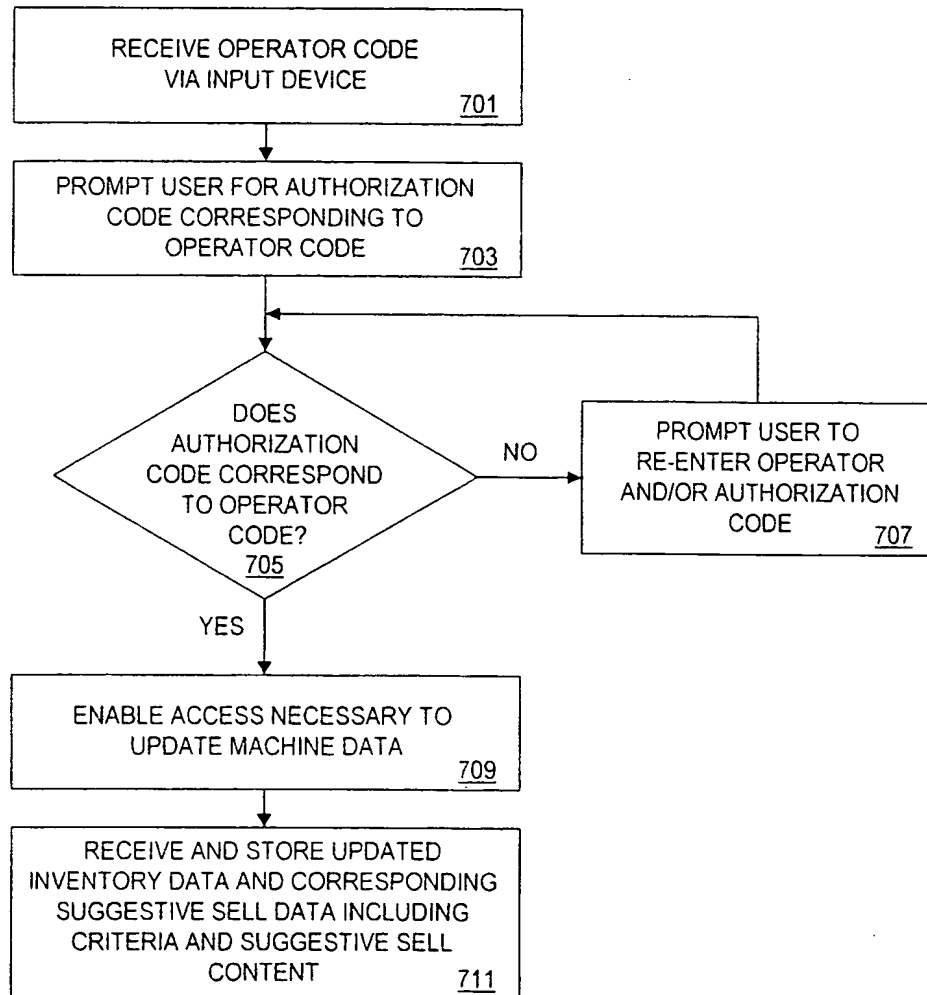 RECEIVE OPERATOR CODE
VIA INPUT DEVICE
701
PROMPT USER FOR AUTHORIZATION
CODE CORRESPONDING TO
OPERATOR CODE
703
DOES
AUTHORIZATION
CODE CORRESPOND
TO OPERATOR
CODE?
705
NO
PROMPT USER TO
RE-ENTER OPERATOR
AND/OR AUTHORIZATION
CODE
707
YES
ENABLE ACCESS NECESSARY TO
UPDATE MACHINE DATA
709
RECEIVE AND STORE UPDATED
INVENTORY DATA AND CORRESPONDING
SUGGESTIVE SELL DATA INCLUDING
CRITERIA AND SUGGESTIVE SELL
CONTENT
711